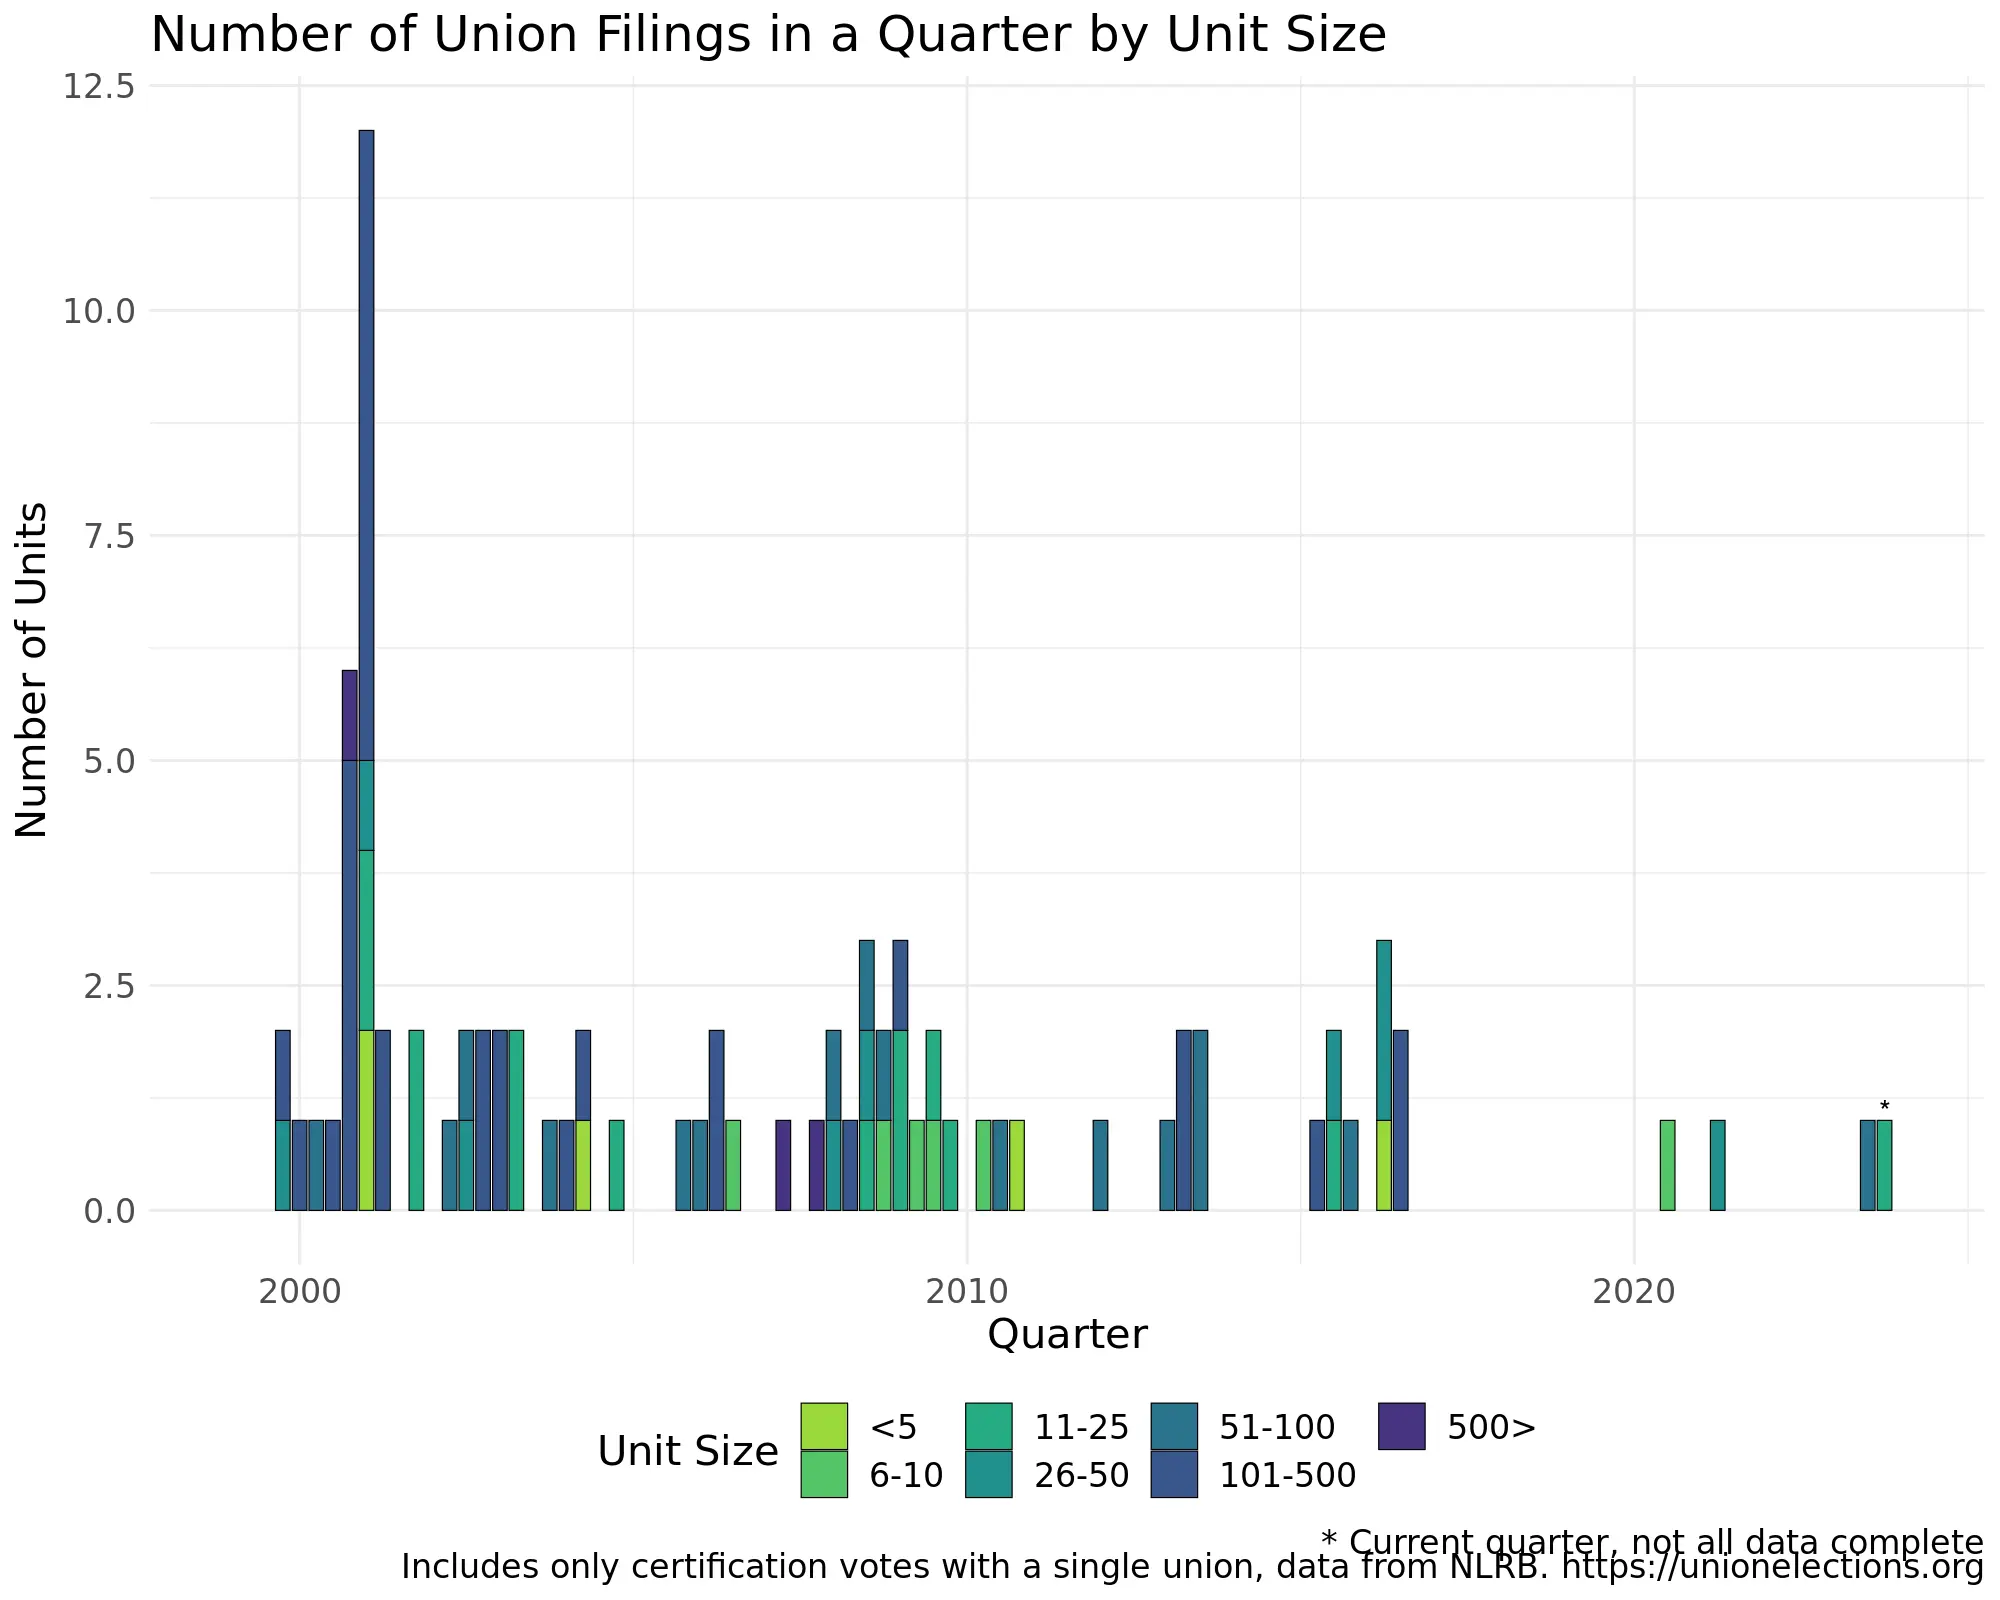 Number of Union Filings in a Quarter by Unit Size
12.5
10.0
7.5
5.0
2.5
0.0
Number of Units
*
2000 2010 2020
Quarter
Unit Size
<5 11-25 51-100 500>
6-10 26-50 101-500
* Current quarter, not all data complete
Includes only certification votes with a single union, data from NLRB. https://unionelections.org